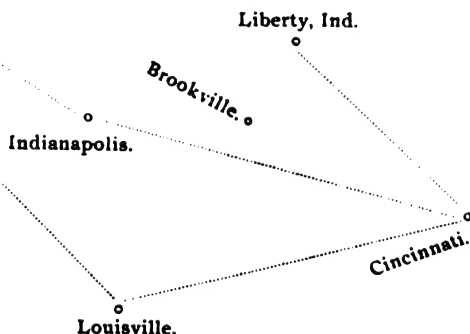 Liberty, Ind.
Brookville.
Indianapolis.
Cincinnati.
Louisville.